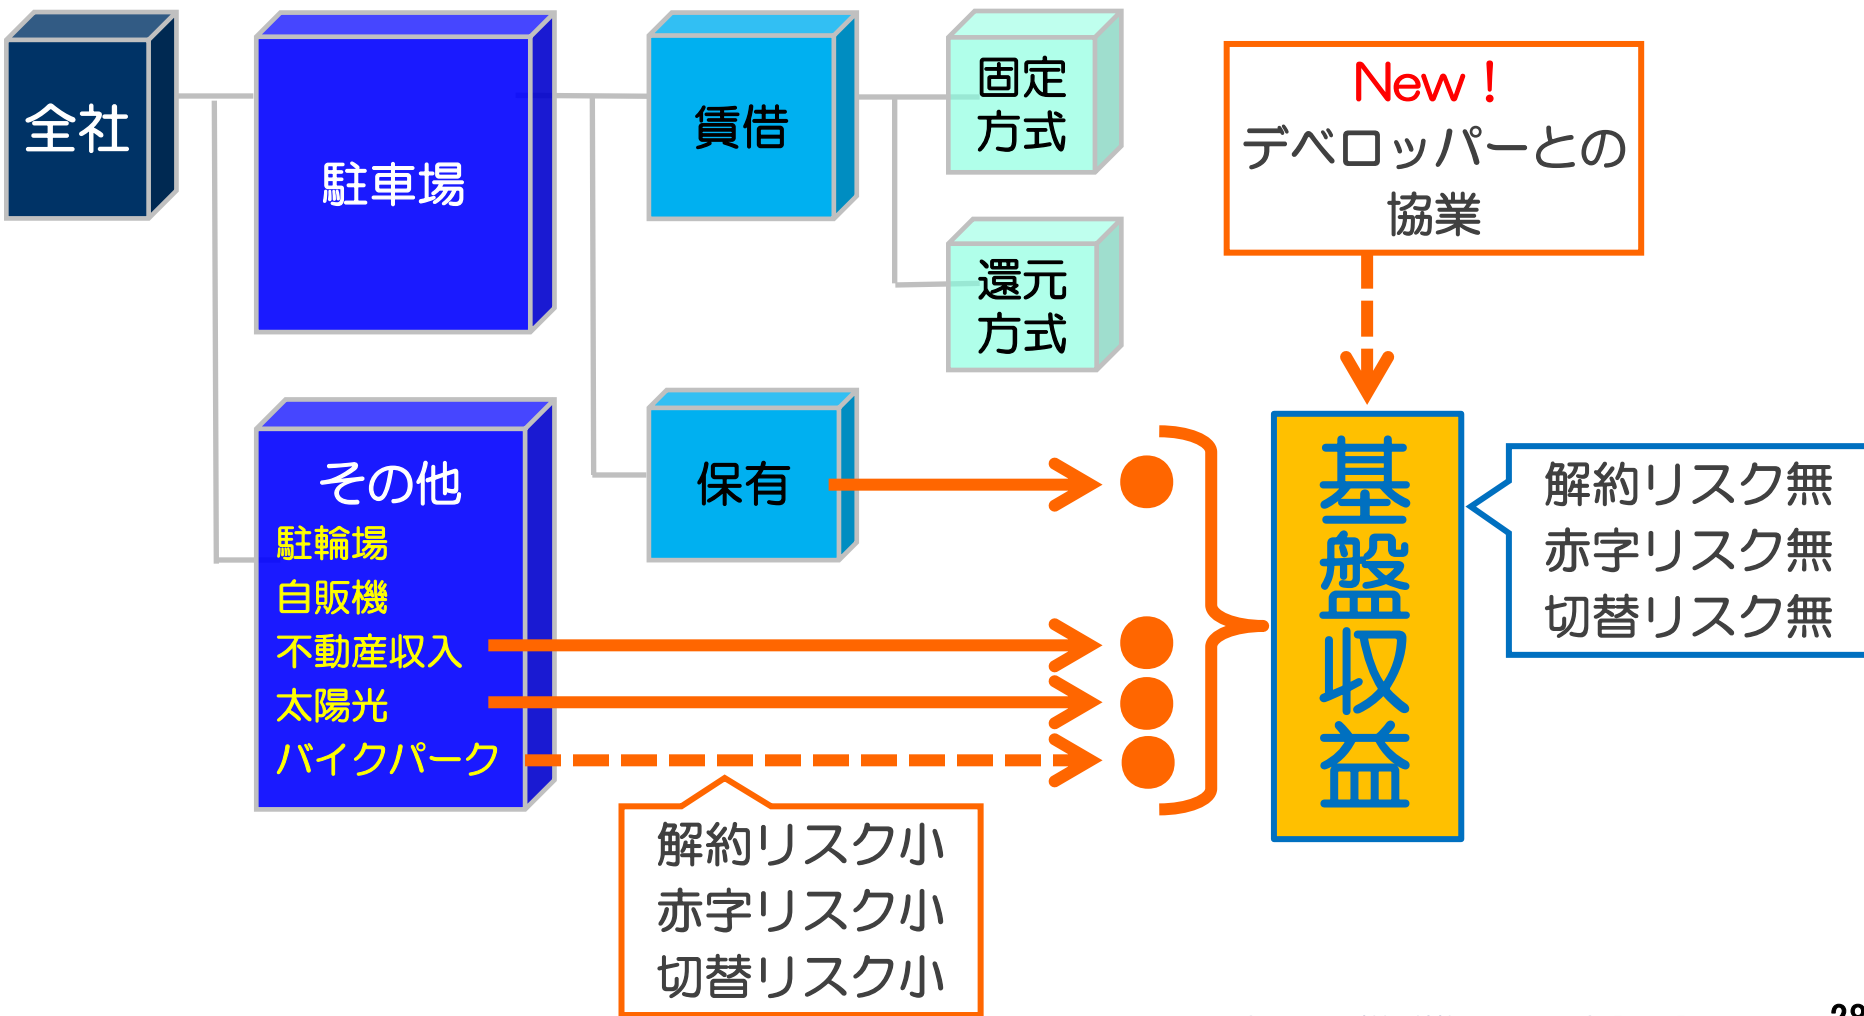 全社
駐車場
賃借
固定
方式
還元
方式
New！
デベロッパーとの
協業
その他
駐輪場
自販機
不動産収入
太陽光
バイクパーク
保有
基盤収益
解約リスク無
赤字リスク無
切替リスク無
解約リスク小
赤字リスク小
切替リスク小